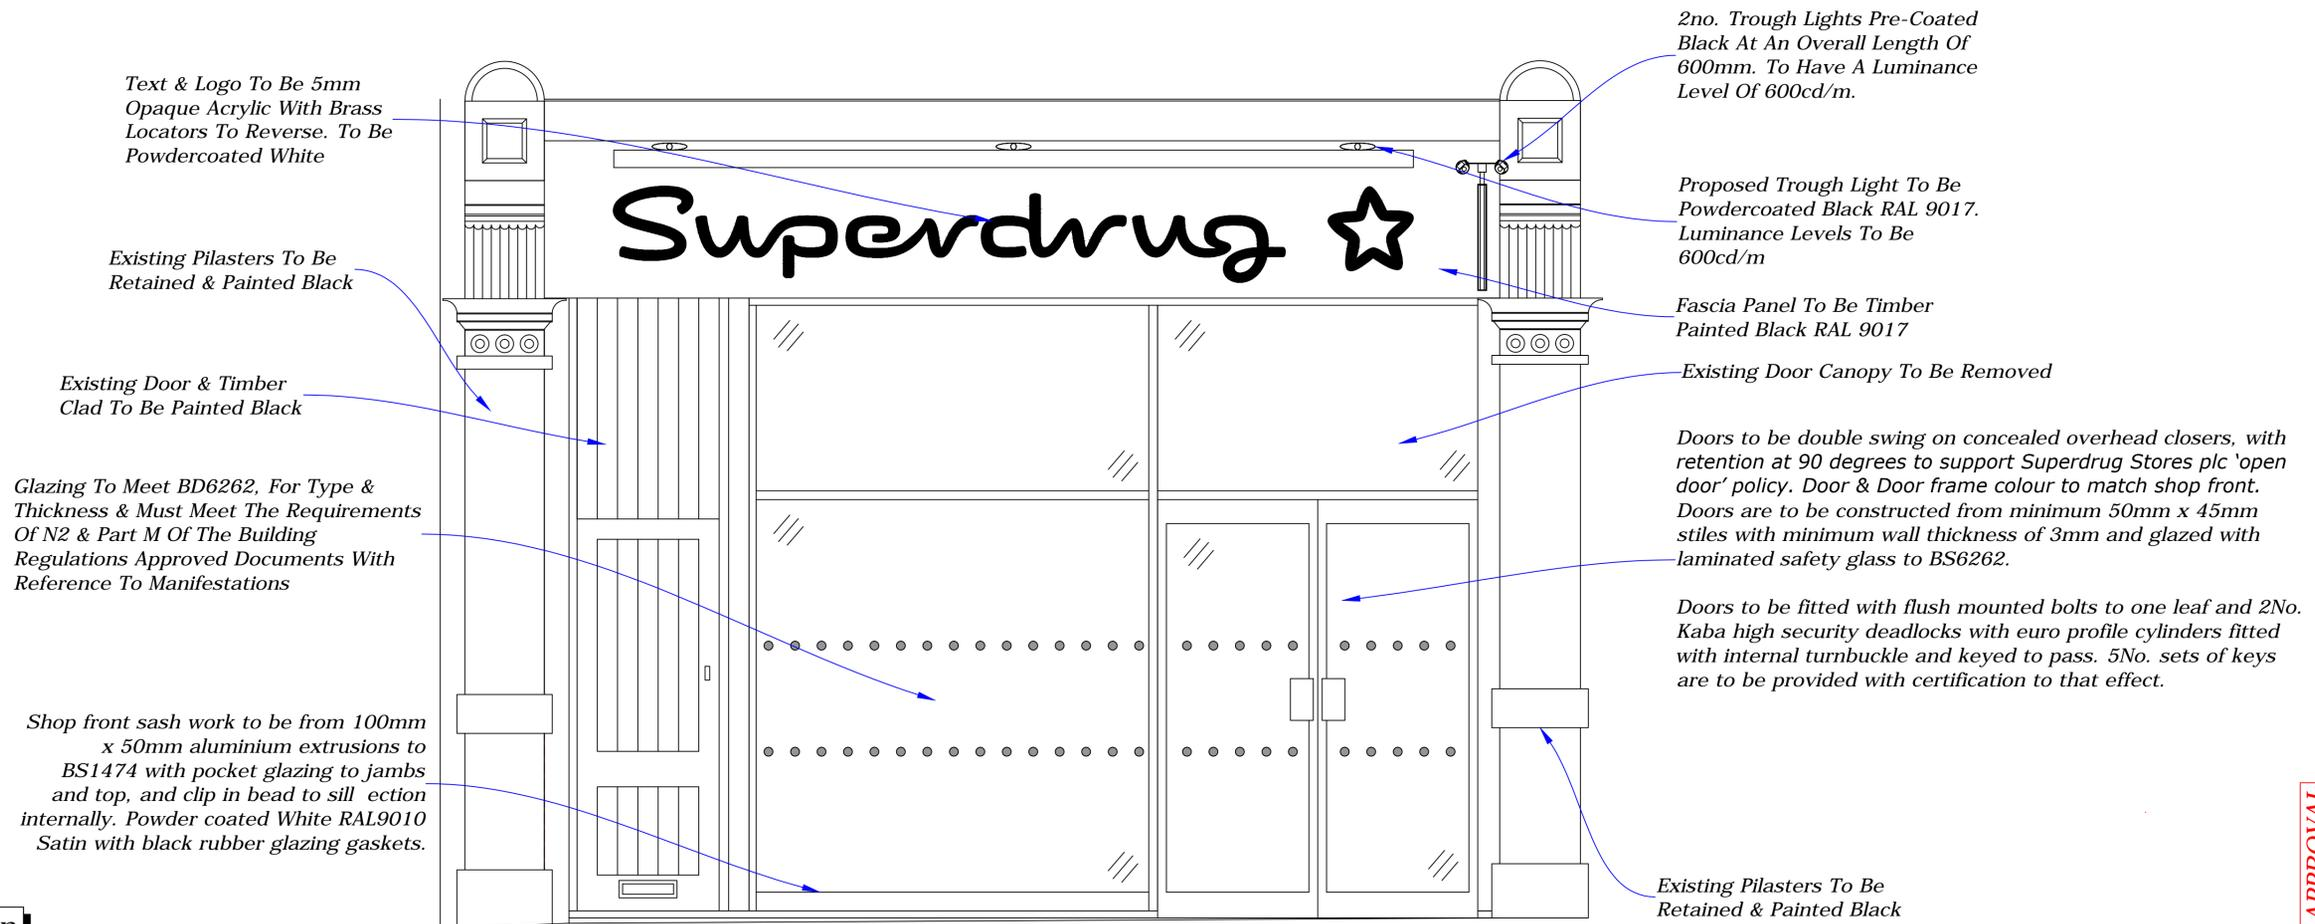 Text & Logo To Be 5mm
Opaque Acrylic With Brass
Locators To Reverse. To Be
Powdercoated White
Existing Pilasters To Be
Retained & Painted Black
Existing Door & Timber
Clad To Be Painted Black
Glazing To Meet BD6262, For Type &
Thickness & Must Meet The Requirements
Of N2 & Part M Of The Building
Regulations Approved Documents With
Reference To Manifestations
Shop front sash work to be from 100mm
x 50mm aluminium extrusions to
BS1474 with pocket glazing to jambs
and top, and clip in bead to sill ection
internally. Powder coated White RAL9010
Satin with black rubber glazing gaskets.
Superdrug
2no. Trough Lights Pre-Coated
Black At An Overall Length Of
600mm. To Have A Luminance
Level Of 600cd/m.
Proposed Trough Light To Be
Powdercoated Black RAL 9017.
Luminance Levels To Be
600cd/m
Fascia Panel To Be Timber
Painted Black RAL 9017
Existing Door Canopy To Be Removed
Doors to be double swing on concealed overhead closers, with
retention at 90 degrees to support Superdrug Stores plc ‘open
door’ policy. Door & Door frame colour to match shop front.
Doors are to be constructed from minimum 50mm x 45mm
stiles with minimum wall thickness of 3mm and glazed with
laminated safety glass to BS6262.
Doors to be fitted with flush mounted bolts to one leaf and 2No.
Kaba high security deadlocks with euro profile cylinders fitted
with internal turnbuckle and keyed to pass. 5No. sets of keys
are to be provided with certification to that effect.
Existing Pilasters To Be
Retained & Painted Black